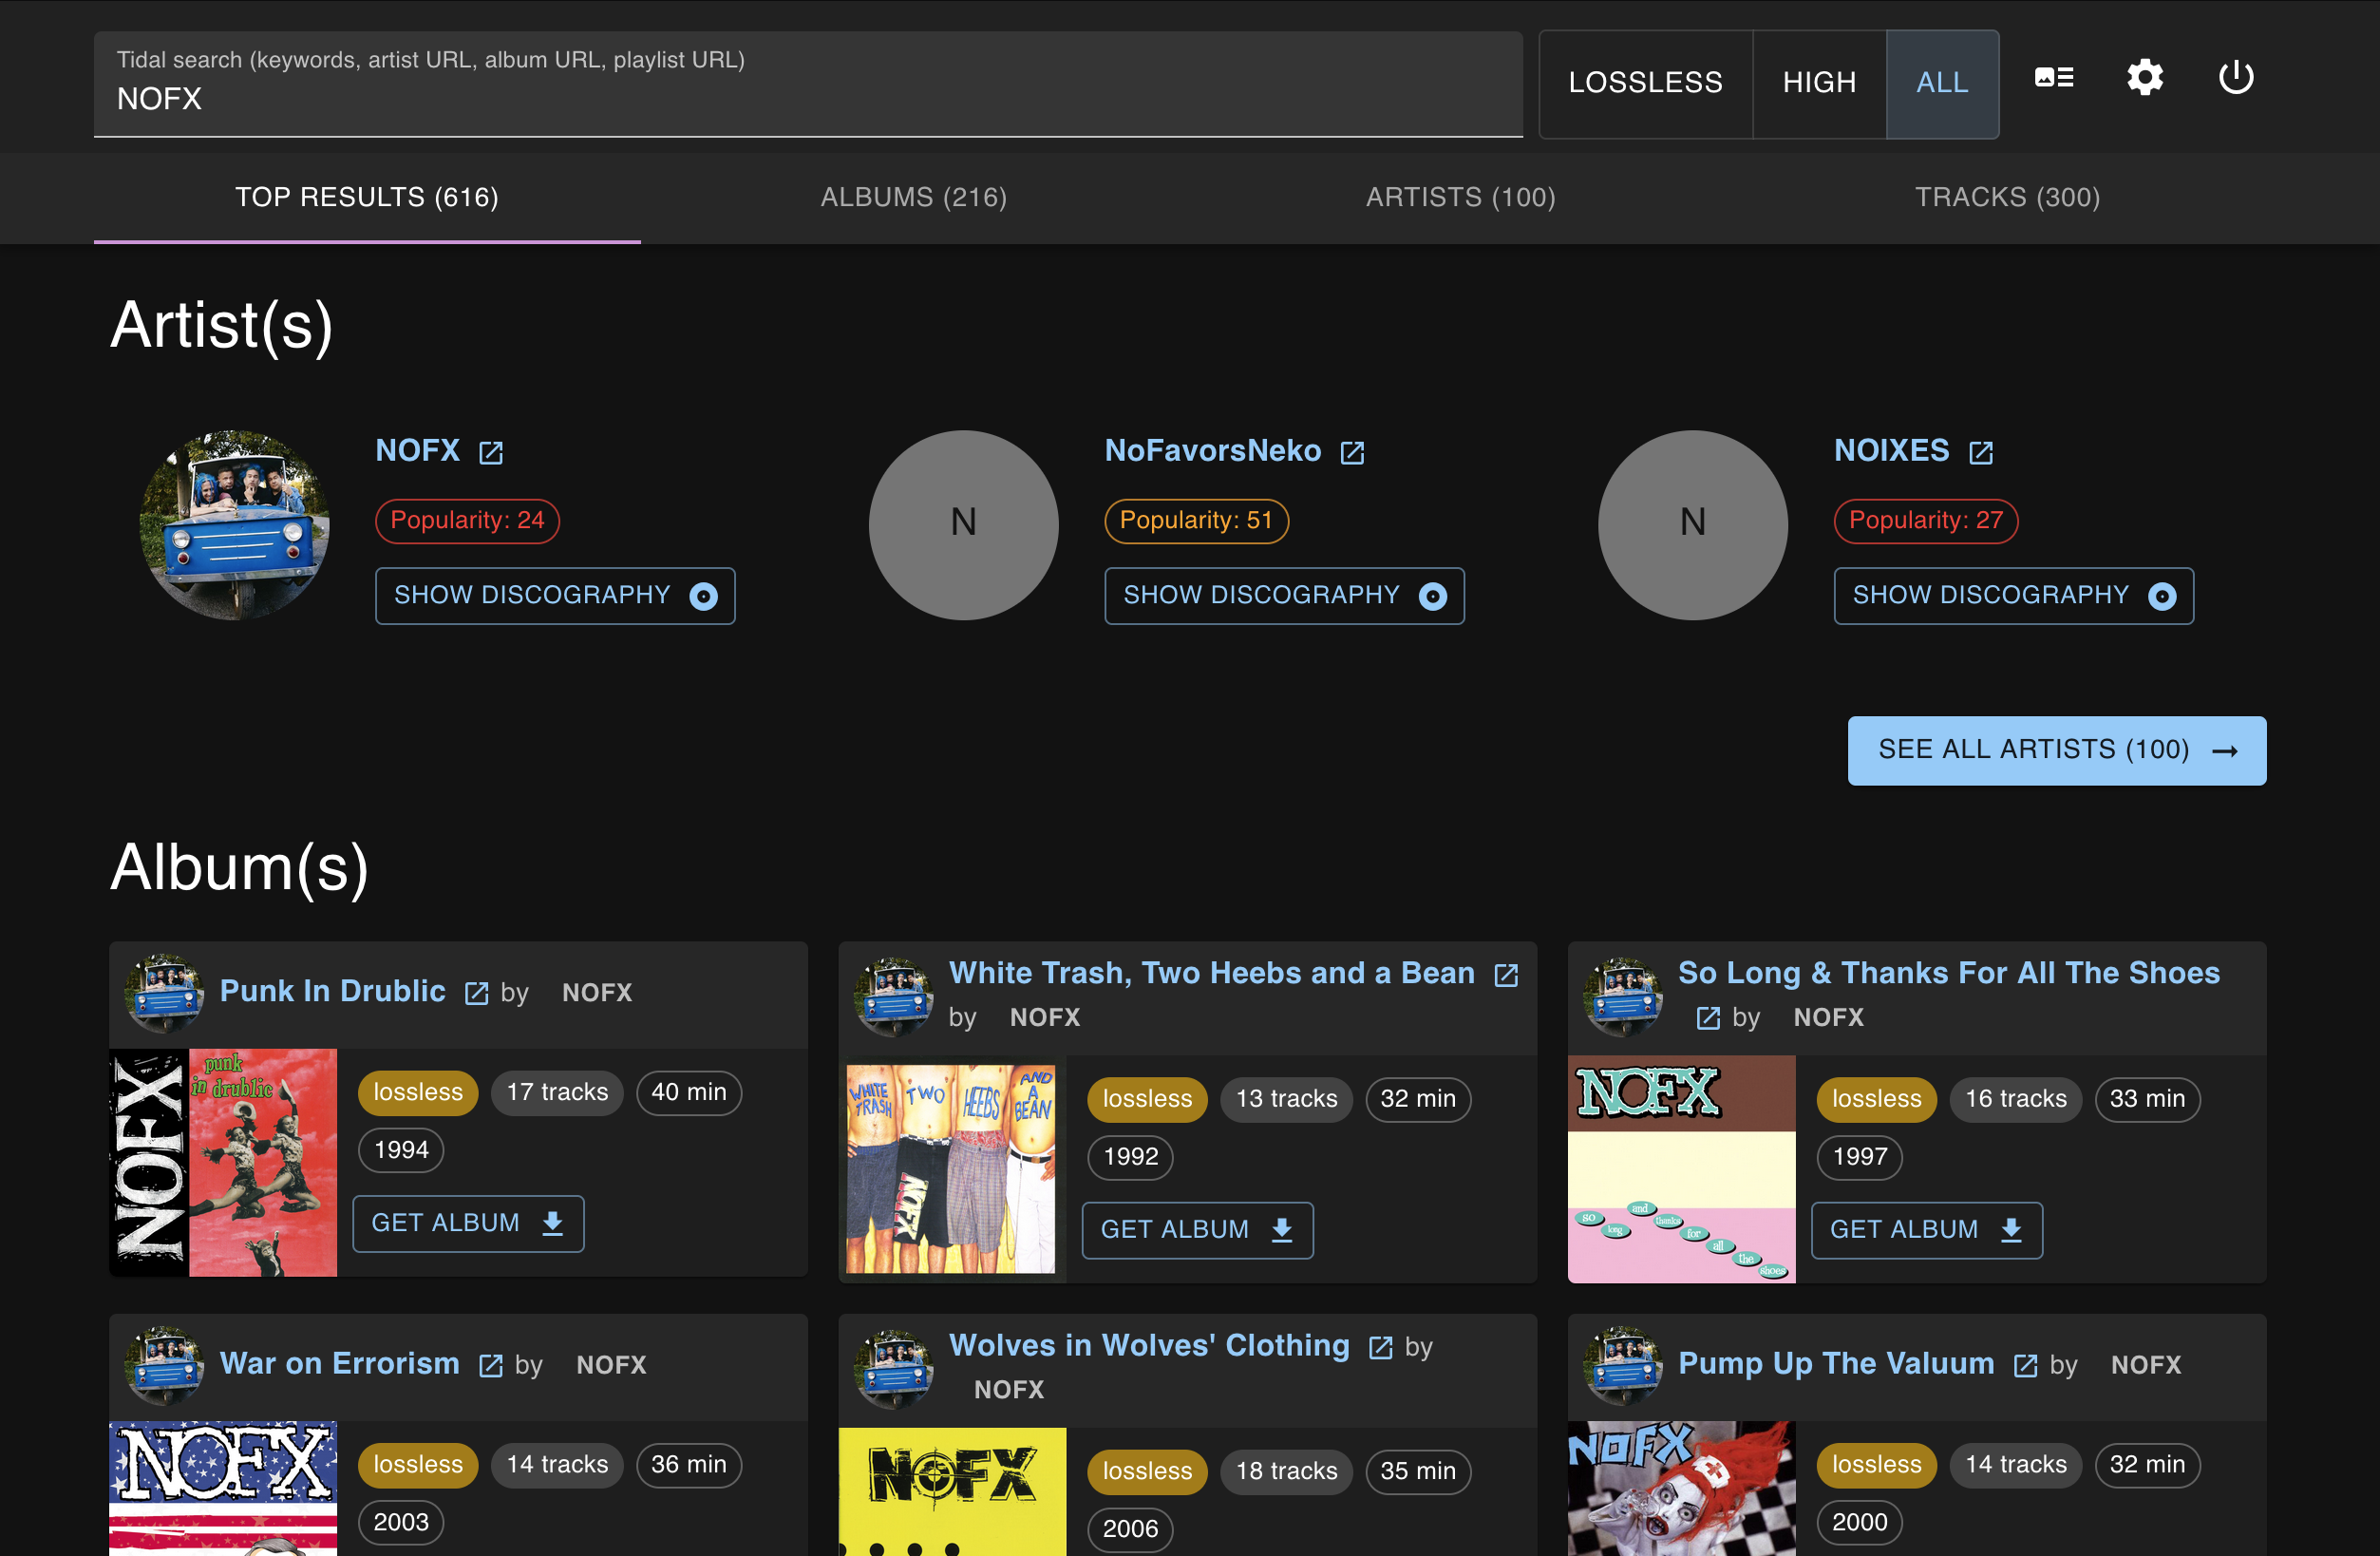 Tidal search (keywords, artist URL, album URL, playlist URL)
NOFX
LOSSLESS HIGH ALL
TOP RESULTS (616) ALBUMS (216) ARTISTS (100) TRACKS (300)
Artist(s)
NOFX
Popularity: 24
SHOW DISCOGRAPHY
N
NoFavorsNeko
Popularity: 51
SHOW DISCOGRAPHY
N
NOIXES
Popularity: 27
SHOW DISCOGRAPHY
SEE ALL ARTISTS (100)
Album(s)
Punk In Drublic by NOFX
NOFX
punk
in drublic
lossless 17 tracks 40 min
1994
GET ALBUM
White Trash, Two Heebs and a Bean
by NOFX
WHITE TRASH TWO HEEBS AND A BEAN
NOFX
lossless 13 tracks 32 min
1992
GET ALBUM
So Long & Thanks For All The Shoes
by NOFX
NOFX
so long and thanks for all the shoes
lossless 16 tracks 33 min
1997
GET ALBUM
War on Errorism by NOFX
NOFX
lossless 14 tracks 36 min
2003
Wolves in Wolves' Clothing by
NOFX
NOFX
lossless 18 tracks 35 min
2006
Pump Up The Valuum by NOFX
NOFX
lossless 14 tracks 32 min
2000